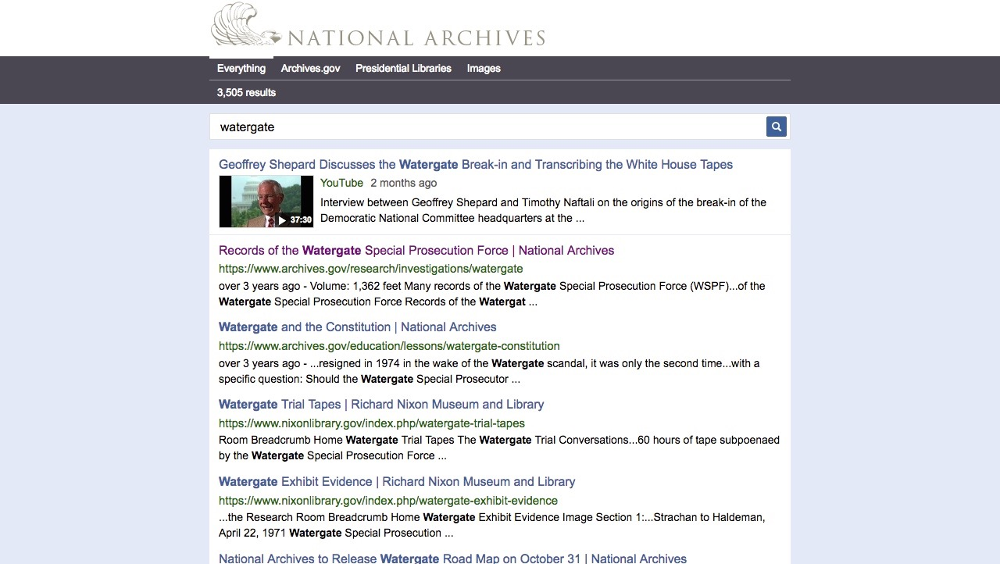 NATIONAL ARCHIVES
Everything Archives.gov Presidential Libraries Images
3,505 results
watergate
Geoffrey Shepard Discusses the Watergate Break-in and Transcribing the White House Tapes
YouTube 2 months ago
Interview between Geoffrey Shepard and Timothy Naftali on the origins of the break-in of the
Democratic National Committee headquarters at the ...
37:30
Records of the Watergate Special Prosecution Force | National Archives
https://www.archives.gov/research/investigations/watergate
over 3 years ago - Volume: 1,362 feet Many records of the Watergate Special Prosecution Force (WSPF)...of the
Watergate Special Prosecution Force Records of the Watergat ...
Watergate and the Constitution | National Archives
https://www.archives.gov/education/lessons/watergate-constitution
over 3 years ago - ...resigned in 1974 in the wake of the Watergate scandal, it was only the second time...with a
specific question: Should the Watergate Special Prosecutor ...
Watergate Trial Tapes | Richard Nixon Museum and Library
https://www.nixonlibrary.gov/index.php/watergate-trial-tapes
Room Breadcrumb Home Watergate Trial Tapes The Watergate Trial Conversations...60 hours of tape subpoenaed
by the Watergate Special Prosecution Force ...
Watergate Exhibit Evidence | Richard Nixon Museum and Library
https://www.nixonlibrary.gov/index.php/watergate-exhibit-evidence
...the Research Room Breadcrumb Home Watergate Exhibit Evidence Image Section 1:...Strachan to Haldeman,
April 22, 1971 Watergate Special Prosecution ...
National Archives to Release Watergate Road Map on October 31 | National Archives